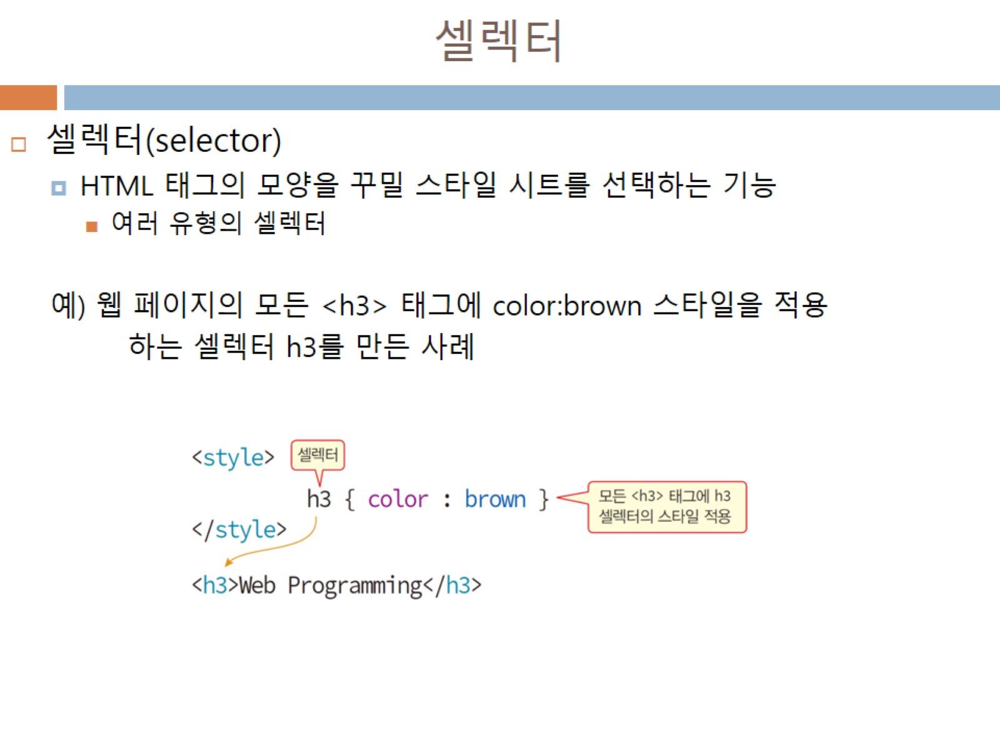 셀렉터
셀렉터(selector)
HTML 태그의 모양을 꾸밀 스타일 시트를 선택하는 기능
여러 유형의 셀렉터
예) 웹 페이지의 모든 <h3> 태그에 color:brown 스타일을 적용
하는 셀렉터 h3를 만든 사례
<style>
셀렉터
h3 { color : brown }
모든 <h3> 태그에 h3
셀렉터의 스타일 적용
</style>
<h3>Web Programming</h3>